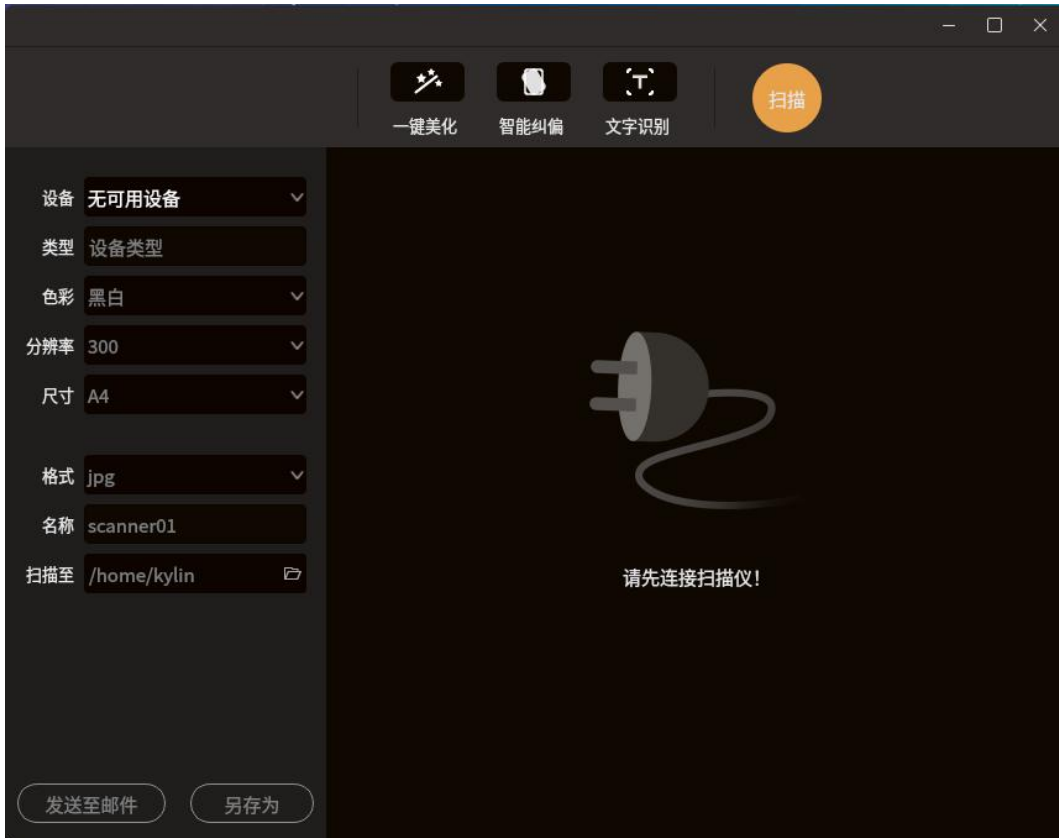 一键美化 智能纠偏 文字识别 扫描
设备 无可用设备
类型 设备类型
色彩 黑白
分辨率 300
尺寸 A4
格式 jpg
名称 scanner01
扫描至 /home/kylin
请先连接扫描仪！
发送至邮件 另存为